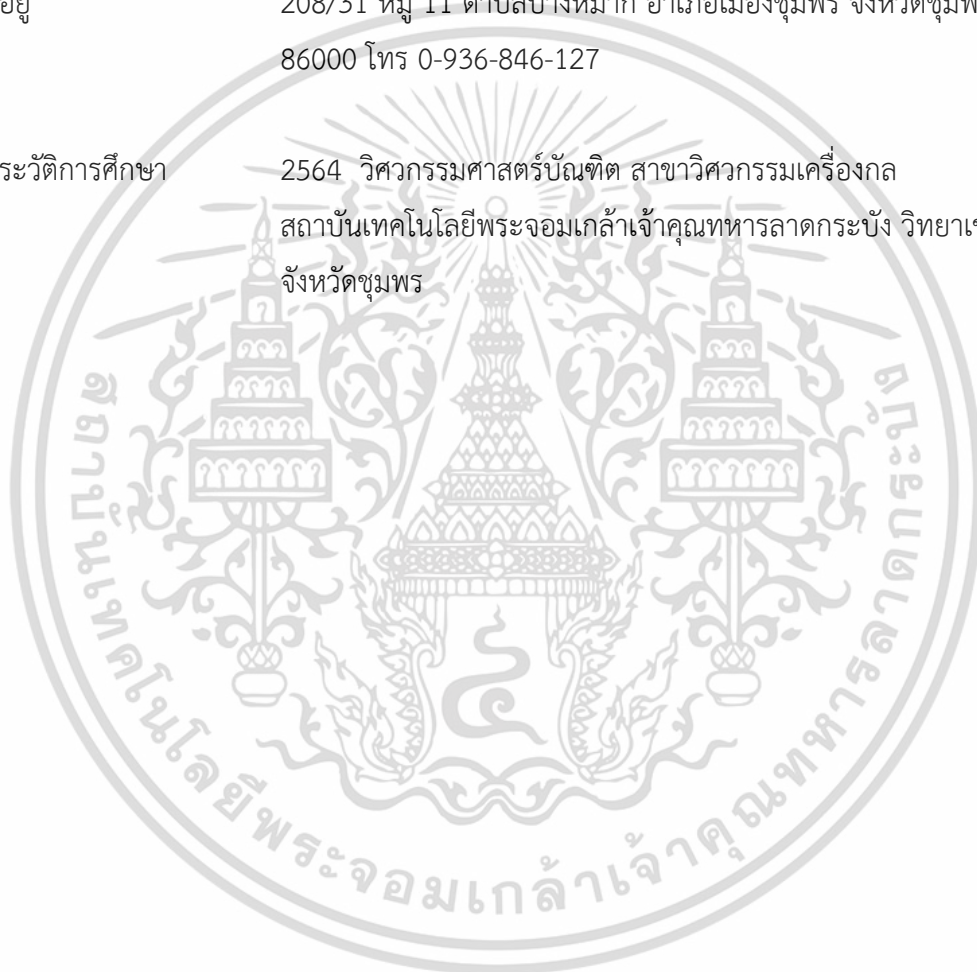 อยู่ 208/31 หมู่ 11 ตำบลบางหมาก อำเภอเมืองชุมพร จังหวัดชุมพ
86000 โทร 0-936-846-127
ระวัติการศึกษา 2564 วิศวกรรมศาสตร์บัณฑิต สาขาวิศวกรรมเครื่องกล
สถาบันเทคโนโลยีพระจอมเกล้าเจ้าคุณทหารลาดกระบัง วิทยาเข
จังหวัดชุมพร
สถาบันเทคโนโลยีพระจอมเกล้าเจ้าคุณทหารลาดกระบัง